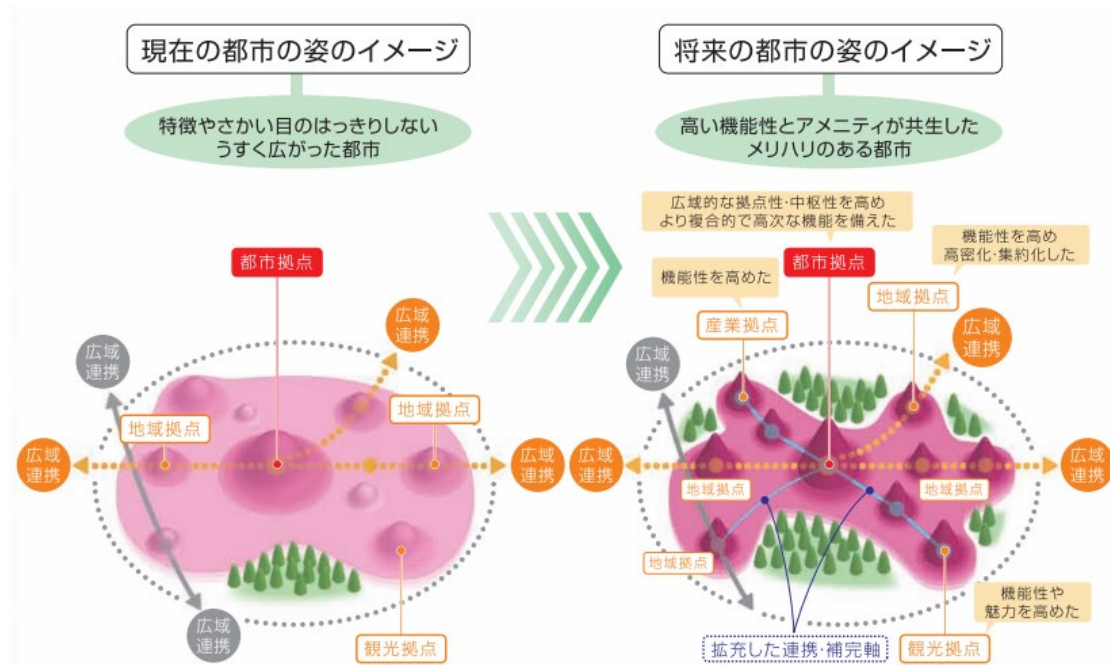 現在の都市の姿のイメージ
特徴やさかい目のはっきりしない
うすく広がった都市
都市拠点
広域
連携
広域
連携
地域拠点
地域拠点
広域
連携
広域
連携
広域
連携
観光拠点
将来の都市の姿のイメージ
高い機能性とアメニティが共生した
メリハリのある都市
広域的な拠点性・中枢性を高め
より複合的で高次な機能を備えた
都市拠点
機能性を高め
高密化・集約化した
機能性を高めた
地域拠点
産業拠点
広域
連携
広域
連携
広域
連携
広域
連携
地域拠点
地域拠点
地域拠点
機能性や
魅力を高めた
拡充した連携・補完軸
観光拠点